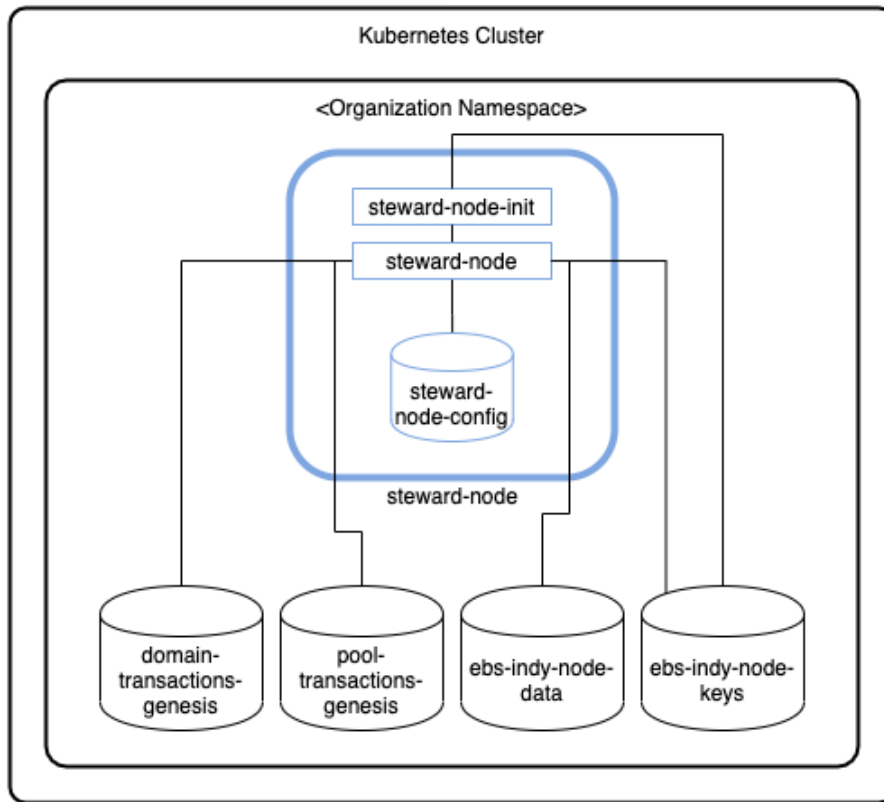 Kubernetes Cluster
<Organization Namespace>
steward-node-init
steward-node
steward-
node-config
steward-node
domain-
transactions-
genesis
pool-
transactions-
genesis
ebs-indy-node-
data
ebs-indy-node-
keys